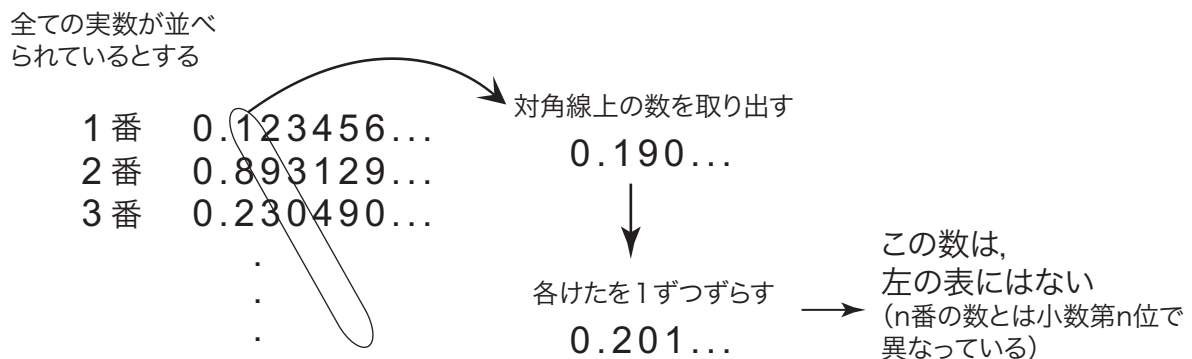 全ての実数が並べ
られているとする
1番 0.123456...
2番 0.893129...
3番 0.230490...
.
.
.
対角線上の数を取り出す
0.190...
各けたを1ずつずらす
0.201...
この数は,
左の表にはない
（n番の数とは小数第n位で
異なっている）